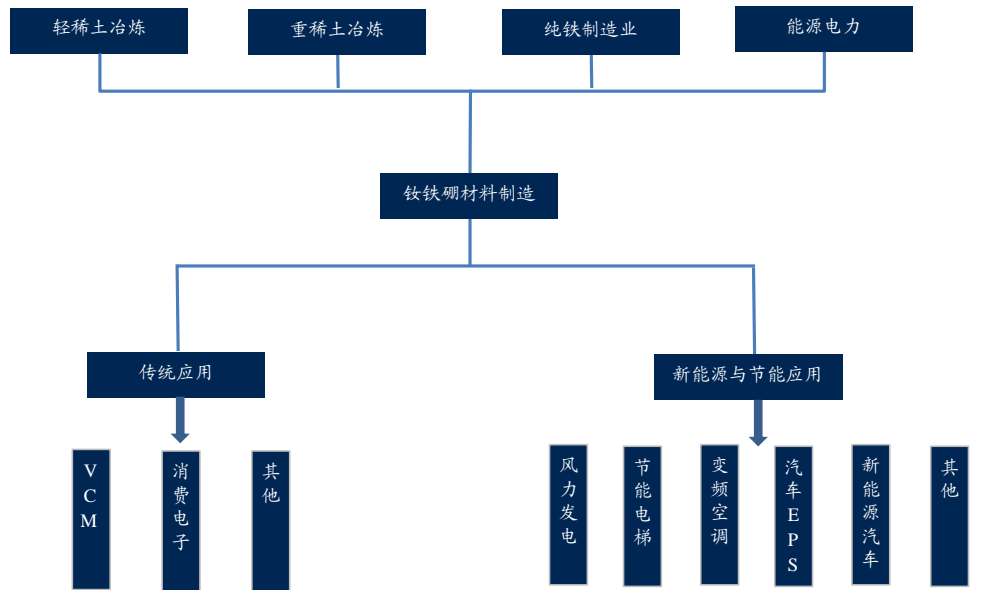 轻稀土冶炼
重稀土冶炼
纯铁制造业
能源电力
钕铁硼材料制造
传统应用
新能源与节能应用
VCM
消费电子
其他
风力发电
节能电梯
变频空调
汽车EPS
新能源汽车
其他